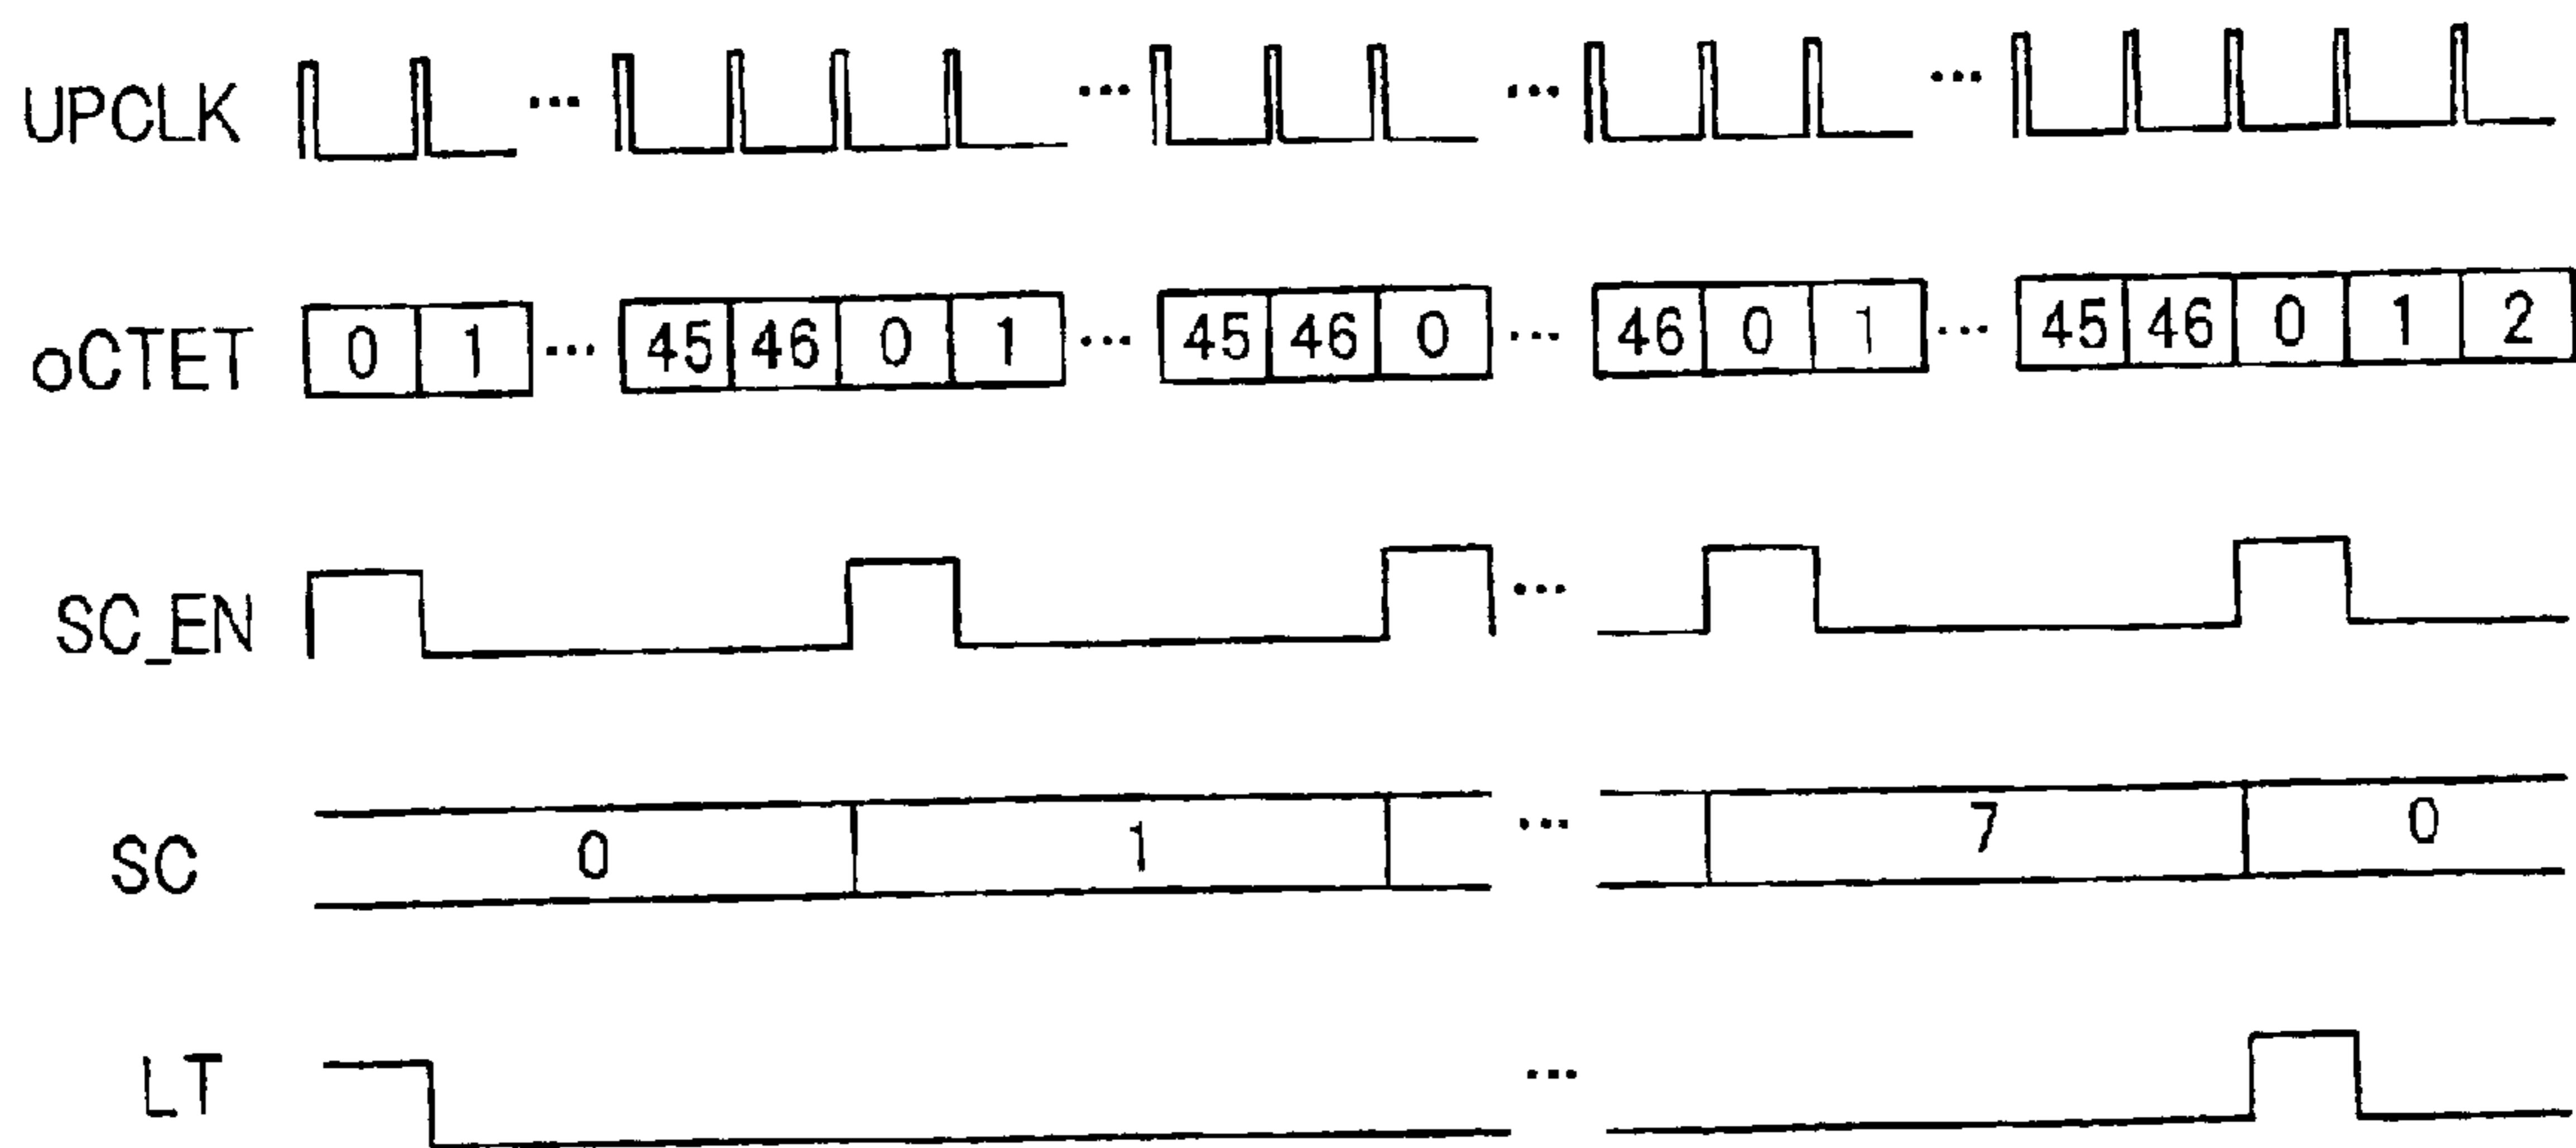 UPCLK ... ... ... ...
oCTET 0 1 ... 45 46 0 1 ... 45 46 0 ... 46 0 1 ... 45 46 0 1 2
SC_EN ...
SC 0 1 ... 7 0
LT ...